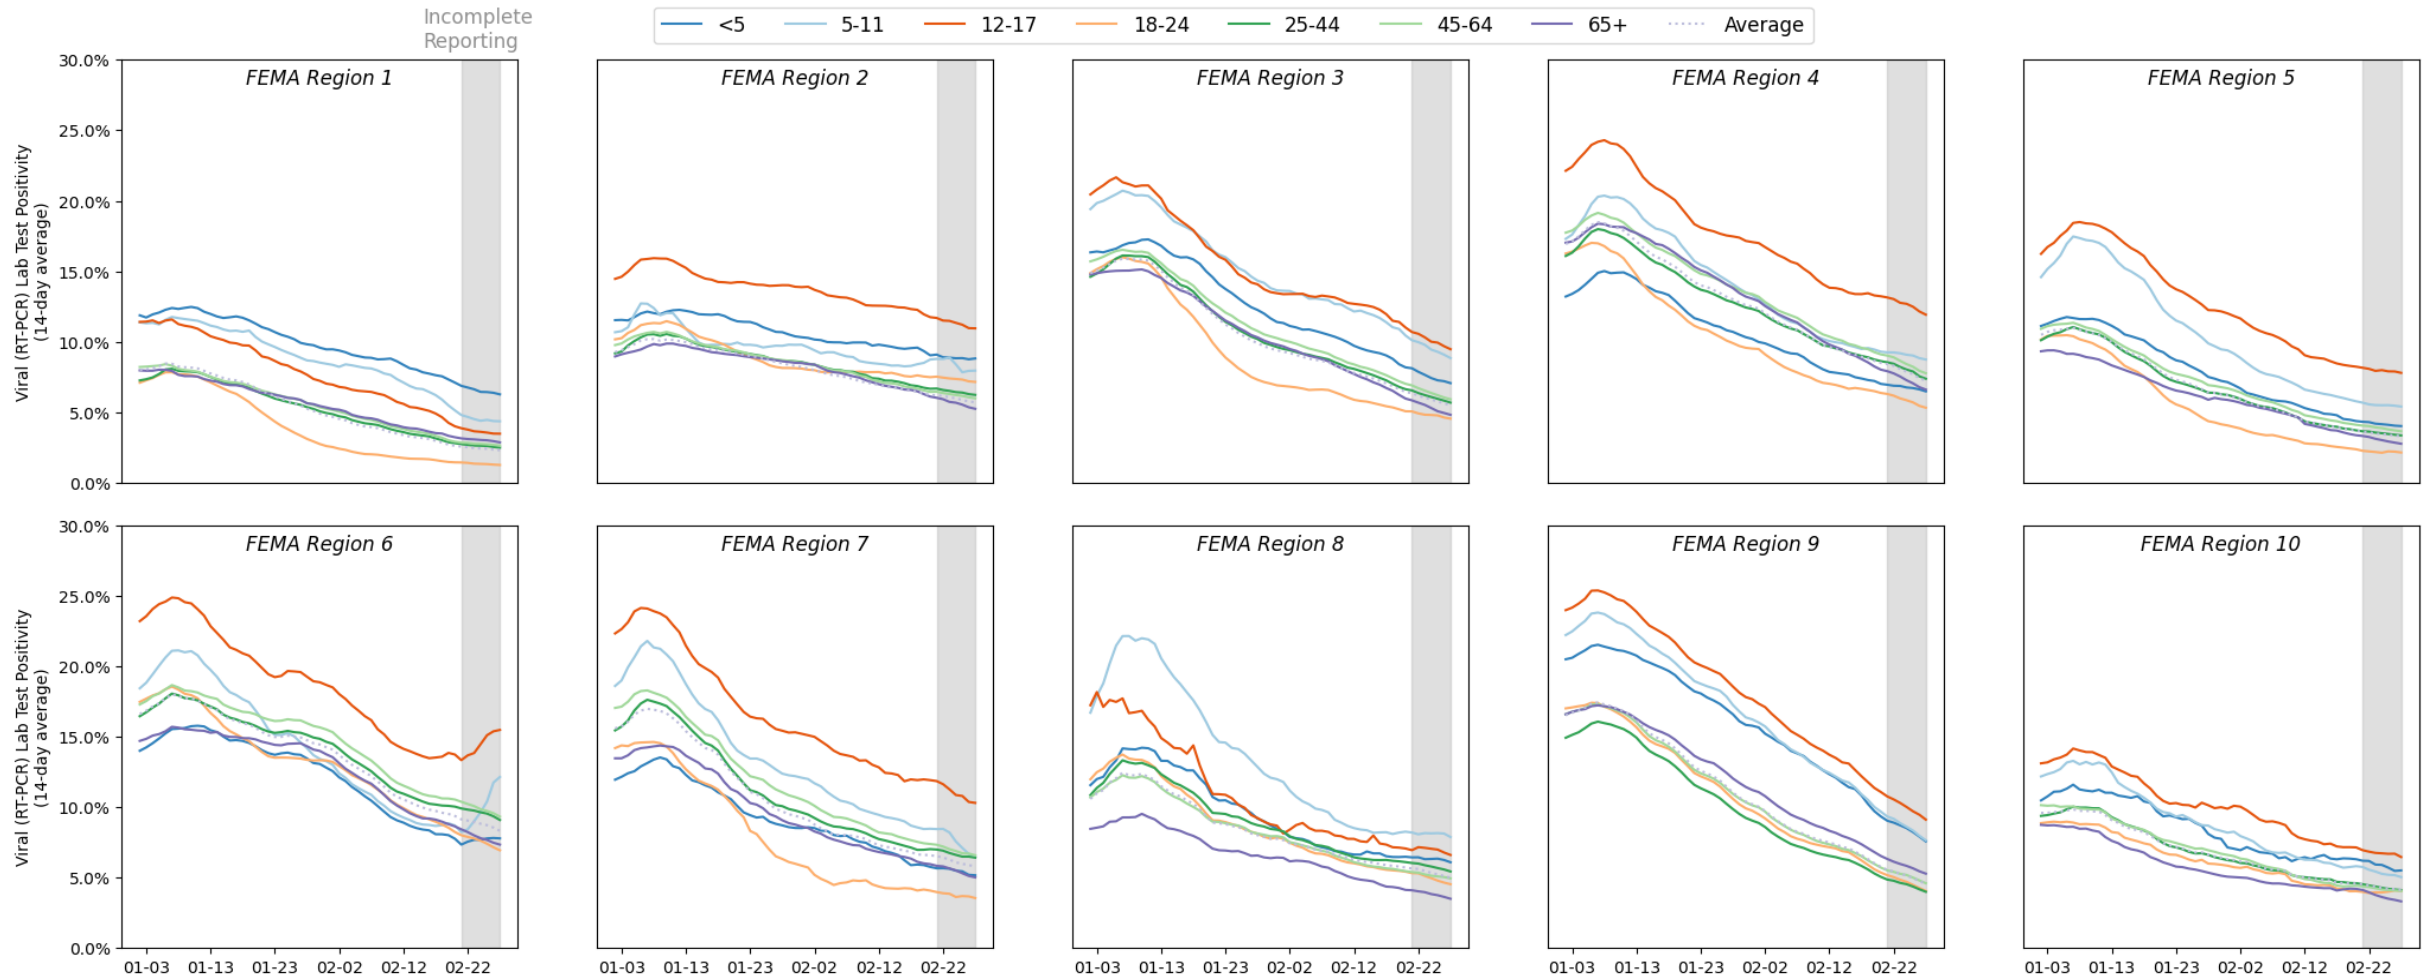 Incomplete
Reporting
<5 5-11 12-17 18-24 25-44 45-64 65+ Average
Viral (RT-PCR) Lab Test Positivity
(14-day average)
30.0%
25.0%
20.0%
15.0%
10.0%
5.0%
0.0%
FEMA Region 1
FEMA Region 2
FEMA Region 3
FEMA Region 4
FEMA Region 5
Viral (RT-PCR) Lab Test Positivity
(14-day average)
30.0%
25.0%
20.0%
15.0%
10.0%
5.0%
0.0%
FEMA Region 6
01-03 01-13 01-23 02-02 02-12 02-22
FEMA Region 7
01-03 01-13 01-23 02-02 02-12 02-22
FEMA Region 8
01-03 01-13 01-23 02-02 02-12 02-22
FEMA Region 9
01-03 01-13 01-23 02-02 02-12 02-22
FEMA Region 10
01-03 01-13 01-23 02-02 02-12 02-22